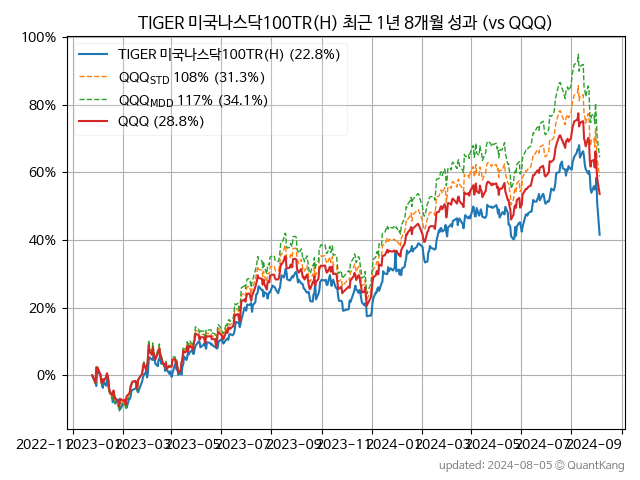 TIGER 미국나스닥100TR(H) 최근 1년 8개월 성과 (vs QQQ)
100%
80%
60%
40%
20%
0%
TIGER 미국나스닥100TR(H) (22.8%)
QQQSTD 108% (31.3%)
QQQMDD 117% (34.1%)
QQQ (28.8%)
2022-11 2023-01 2023-03 2023-05 2023-07 2023-09 2023-11 2024-01 2024-03 2024-05 2024-07 2024-09
updated: 2024-08-05 © QuantKang